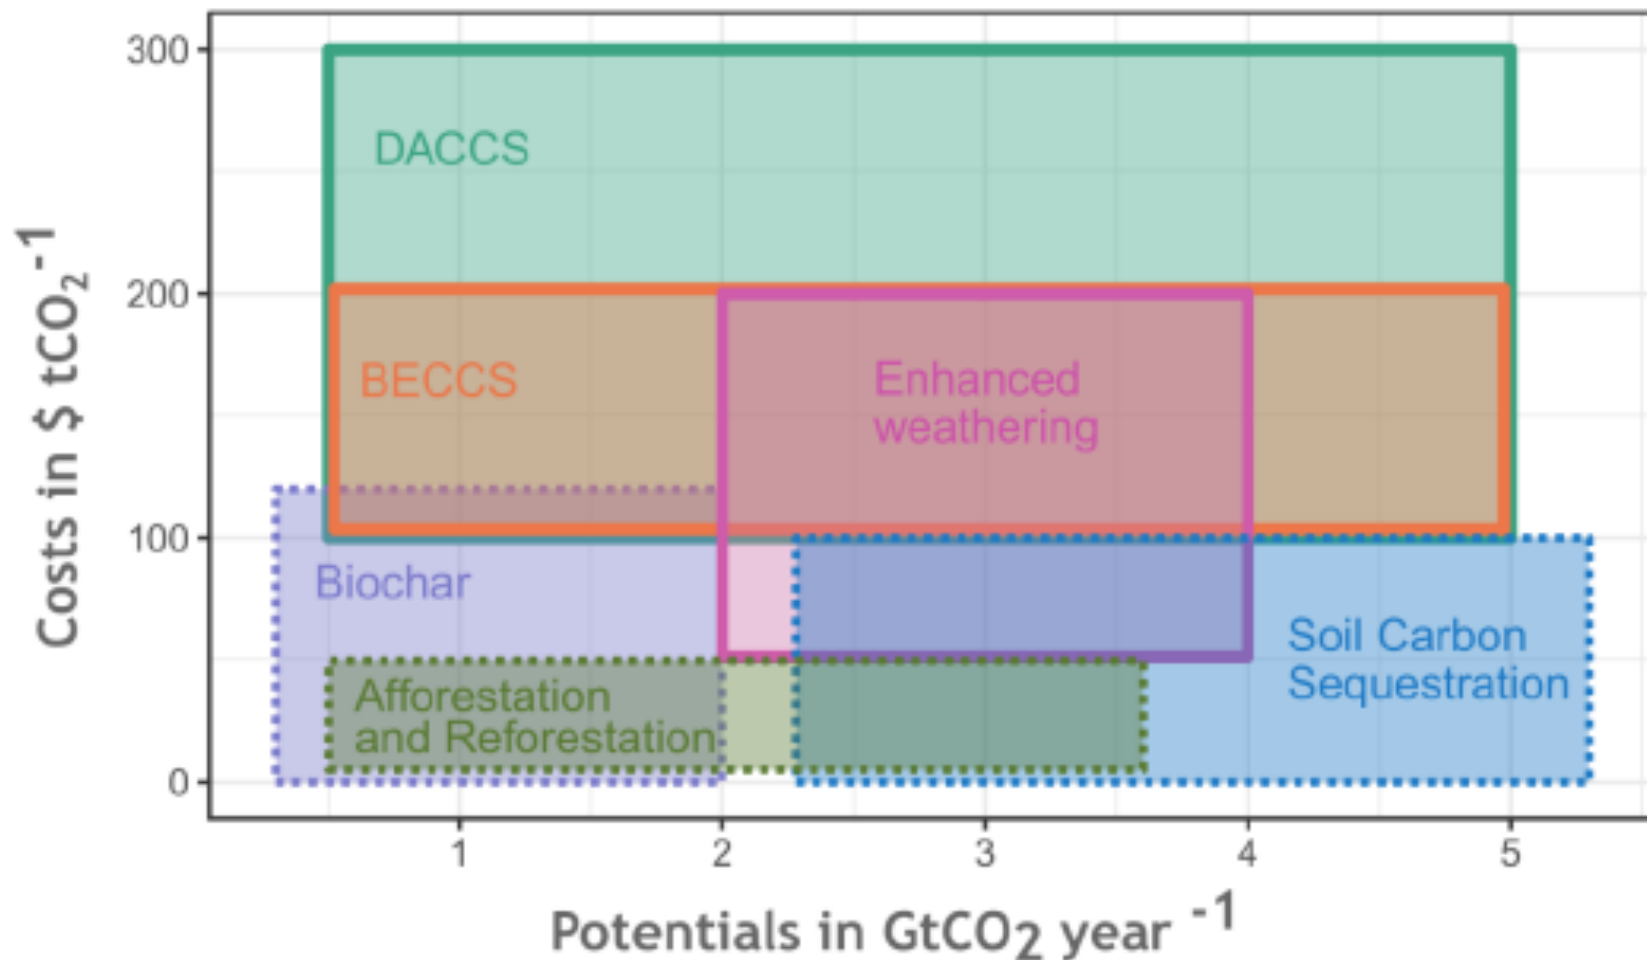 Costs in $ tCO₂⁻¹
300
200
100
0
DACCS
BECCS
Enhanced
weathering
Biochar
Soil Carbon
Sequestration
Afforestation
and Reforestation
1 2 3 4 5
Potentials in GtCO₂ year ⁻¹